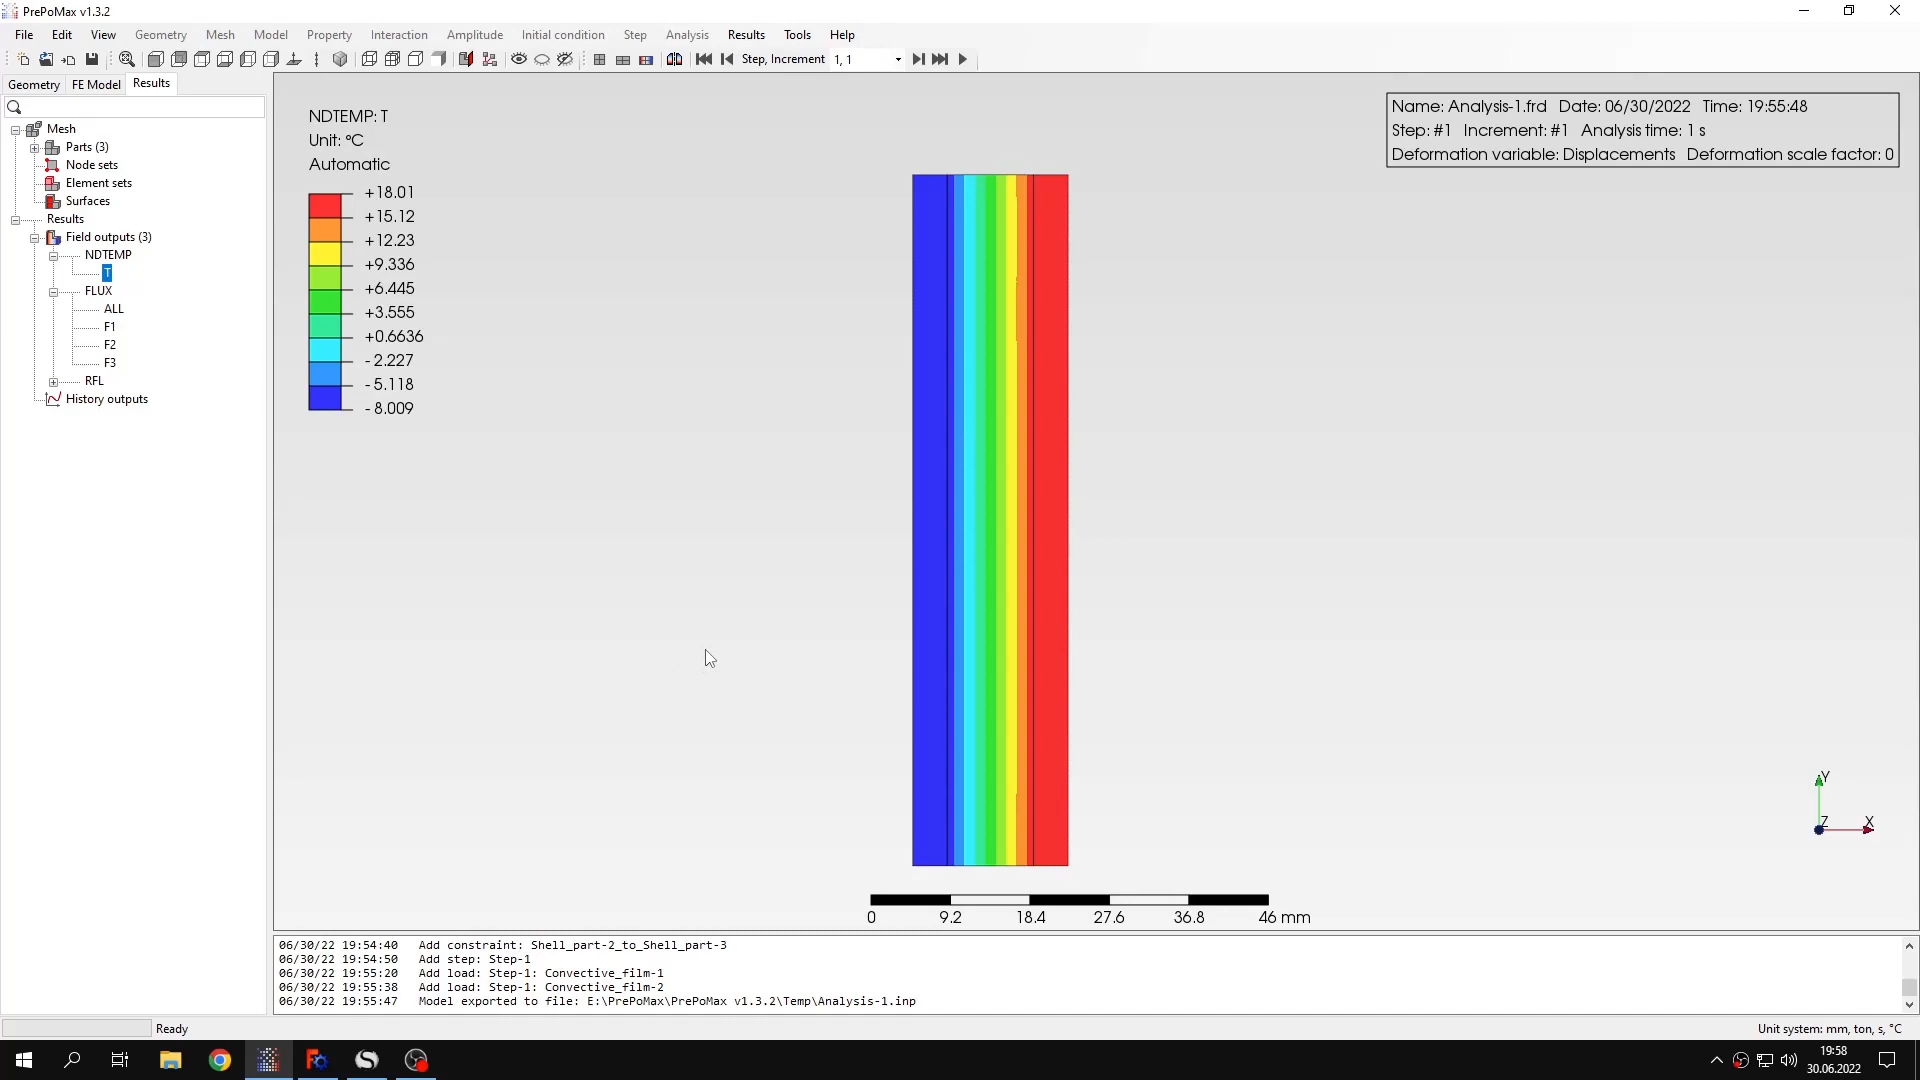 PrePoMax v1.3.2
File Edit View Geometry Mesh Model Property Interaction Amplitude Initial condition Step Analysis Results Tools Help
Step, Increment 1, 1
Geometry FE Model Results
Mesh
Parts (3)
Node sets
Element sets
Surfaces
Results
Field outputs (3)
NDTEMP
T
FLUX
ALL
F1
F2
F3
RFL
History outputs
NDTEMP: T
Unit: °C
Automatic
+18.01
+15.12
+12.23
+9.336
+6.445
+3.555
+0.6636
-2.227
-5.118
-8.009
Name: Analysis-1.frd Date: 06/30/2022 Time: 19:55:48
Step: #1 Increment: #1 Analysis time: 1 s
Deformation variable: Displacements Deformation scale factor: 0
Y
Z X
0 9.2 18.4 27.6 36.8 46 mm
06/30/22 19:54:40 Add constraint: Shell_part-2_to_Shell_part-3
06/30/22 19:54:50 Add step: Step-1
06/30/22 19:55:20 Add load: Step-1: Convective_film-1
06/30/22 19:55:38 Add load: Step-1: Convective_film-2
06/30/22 19:55:47 Model exported to file: E:\PrePoMax\PrePoMax v1.3.2\Temp\Analysis-1.inp
Ready
Unit system: mm, ton, s, °C
19:58
30.06.2022